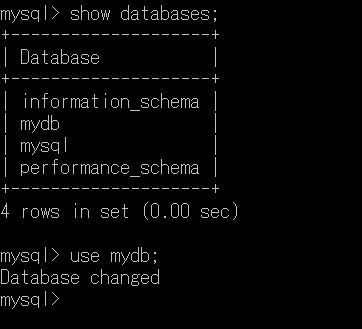 mysql> show databases;
+--------------------+
| Database           |
+--------------------+
| information_schema |
| mydb               |
| mysql              |
| performance_schema |
+--------------------+
4 rows in set (0.00 sec)

mysql> use mydb;
Database changed
mysql>